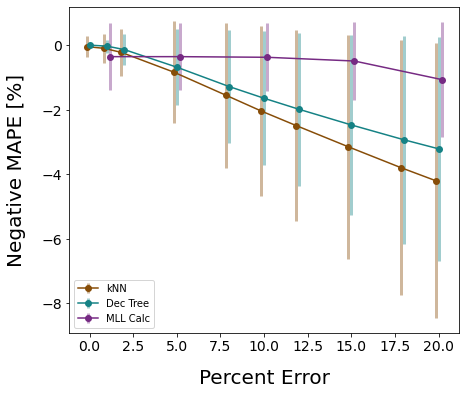 Negative MAPE [%]
0
−2
−4
−6
−8
kNN
Dec Tree
MLL Calc
0.0 2.5 5.0 7.5 10.0 12.5 15.0 17.5 20.0
Percent Error